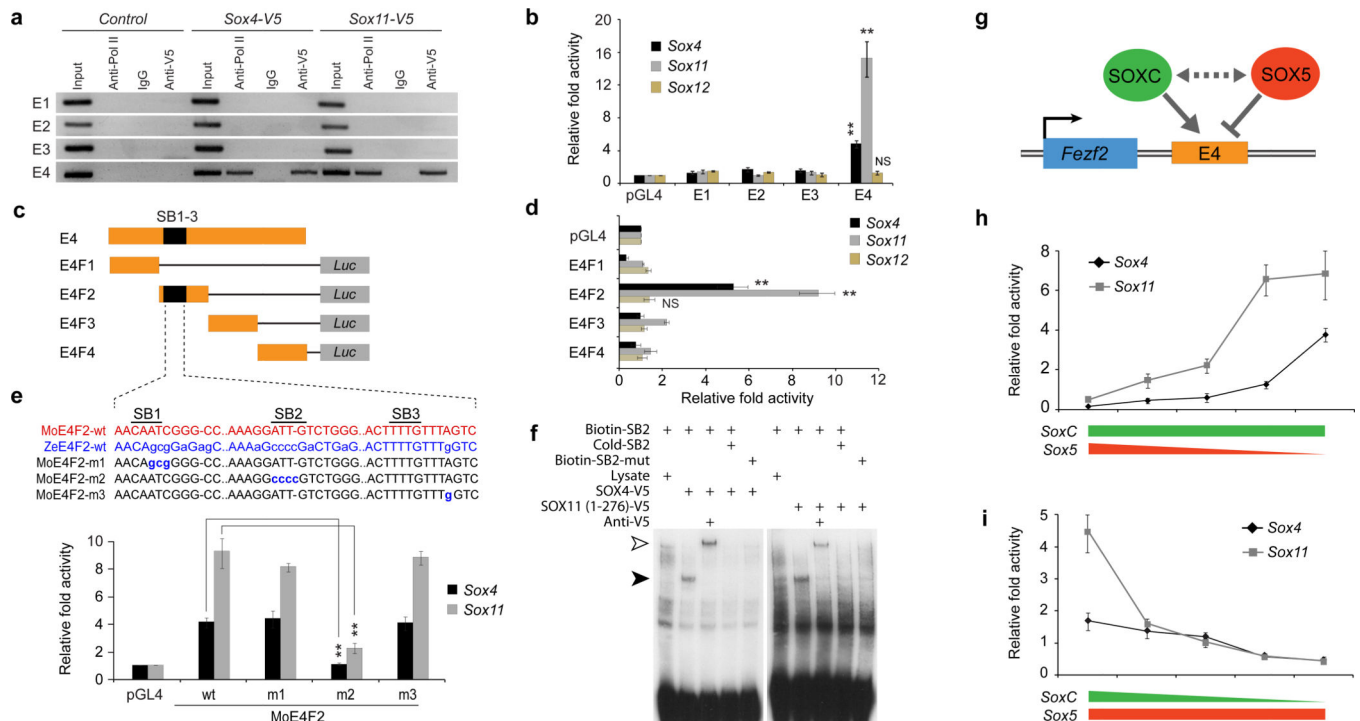 a
Control Sox4-V5 Sox11-V5
Input Anti-Pol II IgG Anti-V5 Input Anti-Pol II IgG Anti-V5 Input Anti-Pol II IgG Anti-V5
E1
E2
E3
E4
b
Relative fold activity
20
16
12
8
4
0
Sox4
Sox11
Sox12
**
**
NS
pGL4 E1 E2 E3 E4
c
SB1-3
E4
E4F1 Luc
E4F2 Luc
E4F3 Luc
E4F4 Luc
d
Sox4
Sox11
Sox12
pGL4
E4F1
E4F2 ** ** NS
E4F3
E4F4
0 2 4 6 8 10 12
Relative fold activity
e
SB1 SB2 SB3
MoE4F2-wt AACAATCGGG-CC..AAAGGATT-GTCTGGG..ACTTTTGTTTAGTC
ZeE4F2-wt AACAgcgGGagAgC..AAAaGccccGActGaG..ActTTTGTTTgGTC
MoE4F2-m1 AACAgcgGGG-CC..AAAGGATT-GTCTGGG..ACTTTTGTTTAGTC
MoE4F2-m2 AACAATCGGG-CC..AAAGGccccGTCTGGG..ACTTTTGTTTAGTC
MoE4F2-m3 AACAATCGGG-CC..AAAGGATT-GTCTGGG..ACTTTTGTTTgGTC
Relative fold activity
10
8
6
4
2
0
Sox4
Sox11
**
**
pGL4 wt m1 m2 m3
MoE4F2
f
Biotin-SB2 + + + + + + + +
Cold-SB2 + +
Biotin-SB2-mut + +
Lysate + +
SOX4-V5 + + + +
SOX11 (1-276)-V5 + + + +
Anti-V5 + +
g
SOXC SOX5
Fezf2 E4
h
Relative fold activity
8
6
4
2
0
Sox4
Sox11
SoxC
Sox5
i
Relative fold activity
5
4
3
2
1
0
Sox4
Sox11
SoxC
Sox5